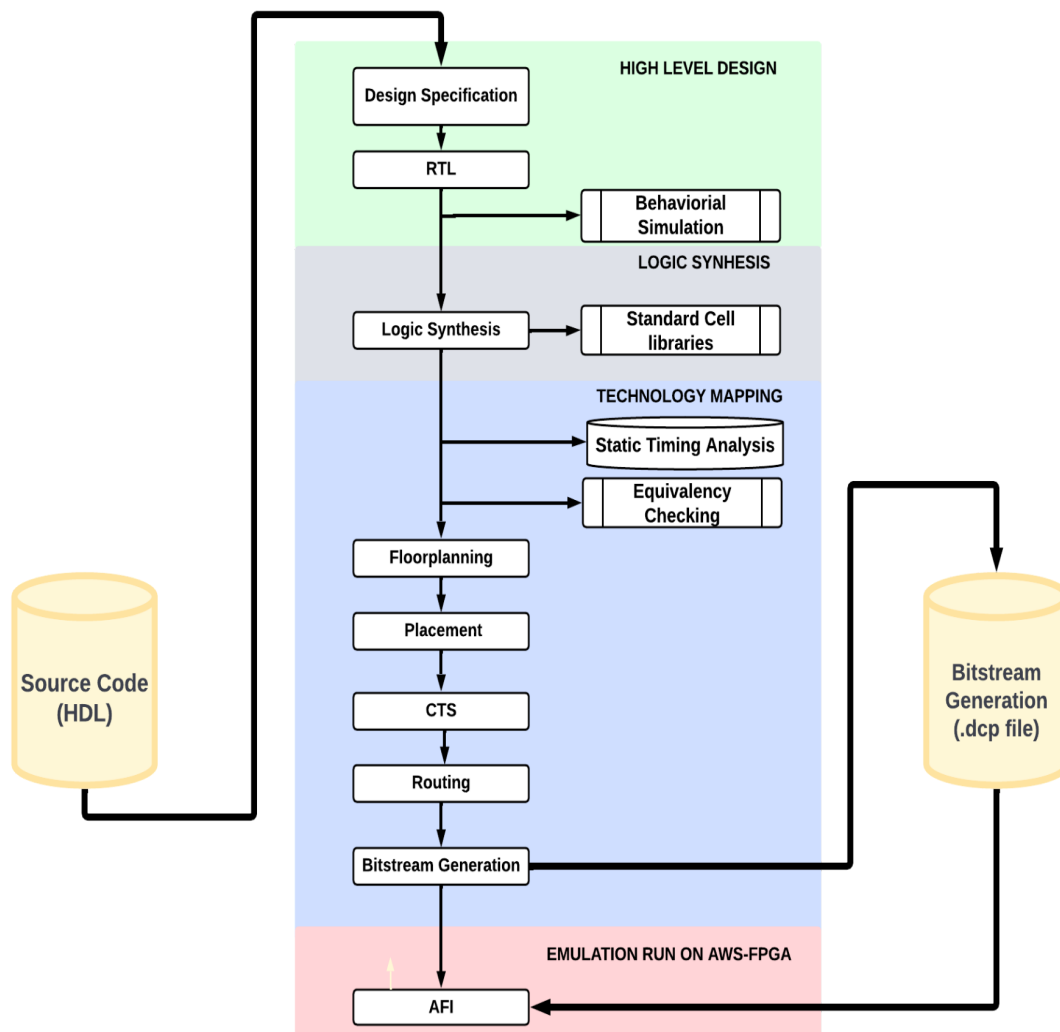 HIGH LEVEL DESIGN
Design Specification
RTL
Behaviorial
Simulation
LOGIC SYNHESIS
Logic Synthesis
Standard Cell
libraries
TECHNOLOGY MAPPING
Static Timing Analysis
Equivalency
Checking
Floorplanning
Placement
CTS
Routing
Bitstream Generation
Source Code
(HDL)
Bitstream
Generation
(.dcp file)
EMULATION RUN ON AWS-FPGA
AFI